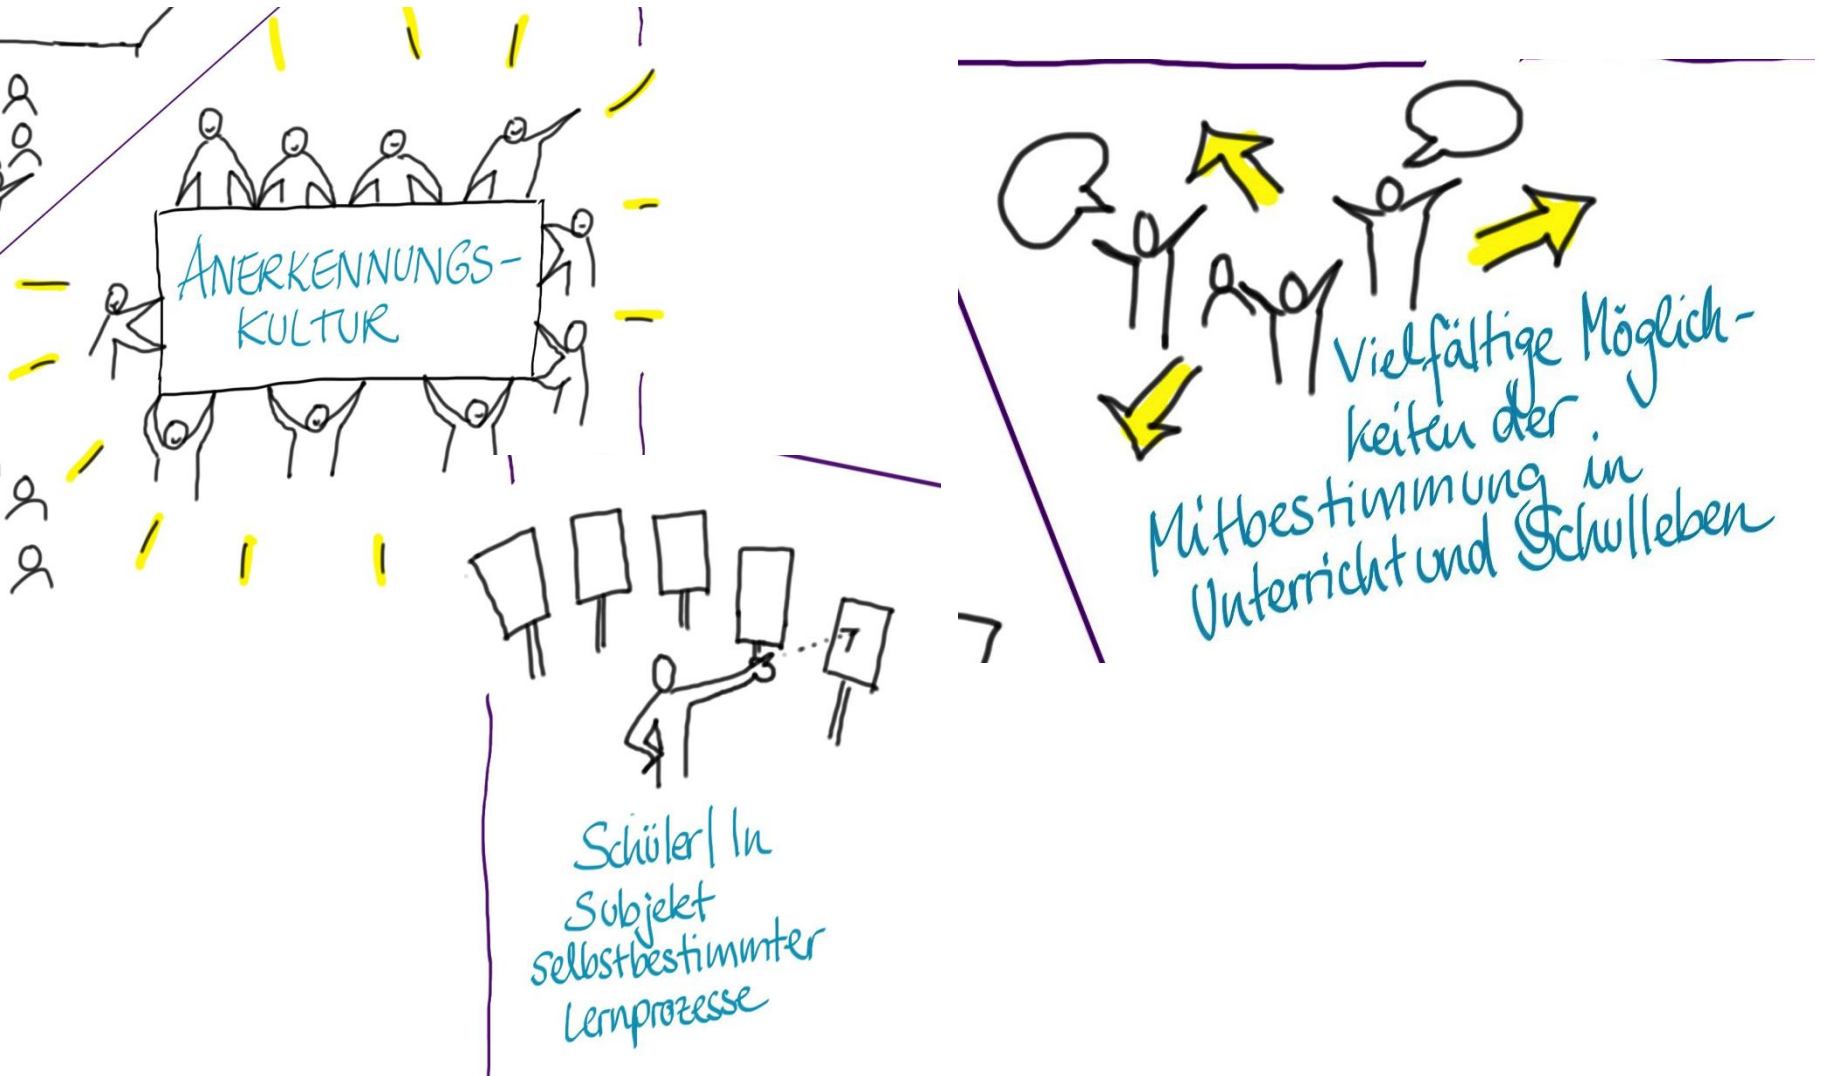 ANERKENNUNGS-
KULTUR
Vielfältige Möglich-
keiten der
Mitbestimmung in
Unterricht und Schulleben
Schüler|In
Subjekt
selbstbestimmter
Lernprozesse